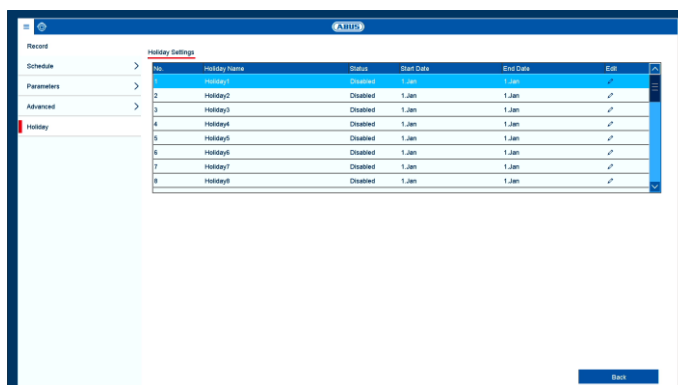 ABUS
Record
Schedule
Parameters
Advanced
Holiday
Holiday Settings
No. Holiday Name Status Start Date End Date Edit
1 Holiday1 Disabled 1.Jan 1.Jan
2 Holiday2 Disabled 1.Jan 1.Jan
3 Holiday3 Disabled 1.Jan 1.Jan
4 Holiday4 Disabled 1.Jan 1.Jan
5 Holiday5 Disabled 1.Jan 1.Jan
6 Holiday6 Disabled 1.Jan 1.Jan
7 Holiday7 Disabled 1.Jan 1.Jan
8 Holiday8 Disabled 1.Jan 1.Jan
Back